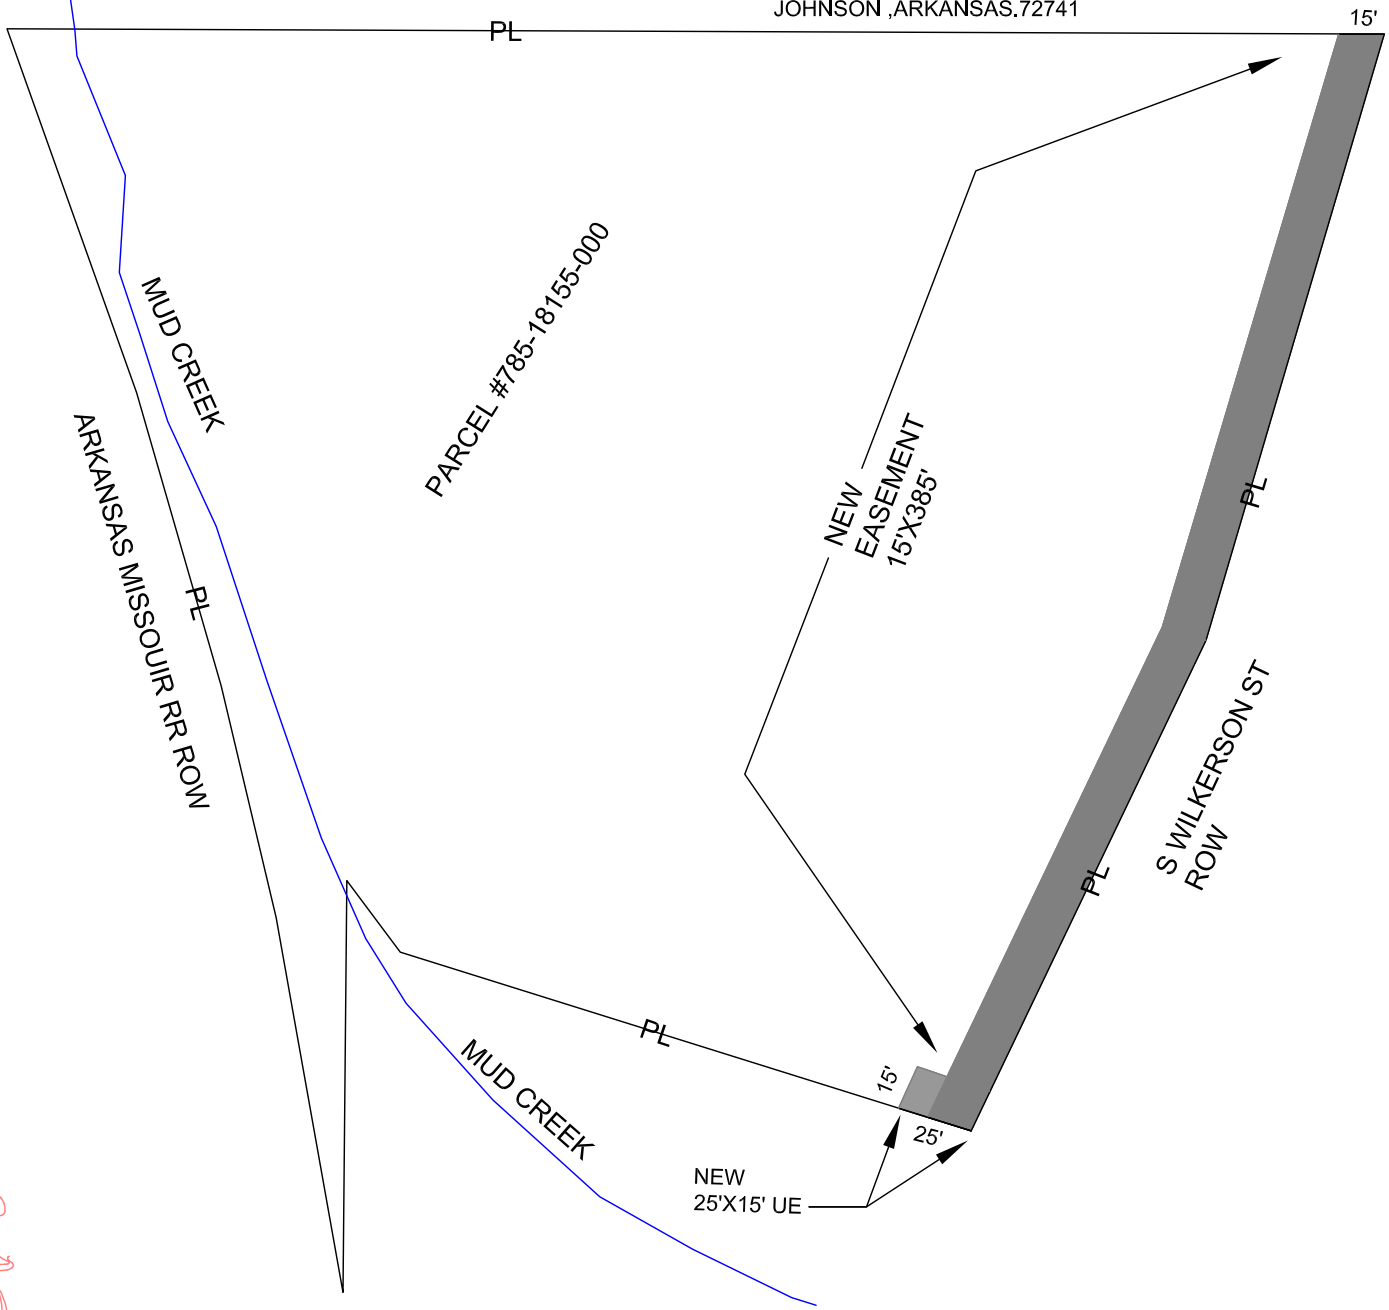 JOHNSON ,ARKANSAS.72741
15'
PL
MUD CREEK
PARCEL #785-18155-000
ARKANSAS MISSOUIR RR ROW
PL
NEW
EASEMENT
15'X385'
PL
S WILKERSON ST
ROW
PL
PL
MUD CREEK
15'
25'
NEW
25'X15' UE